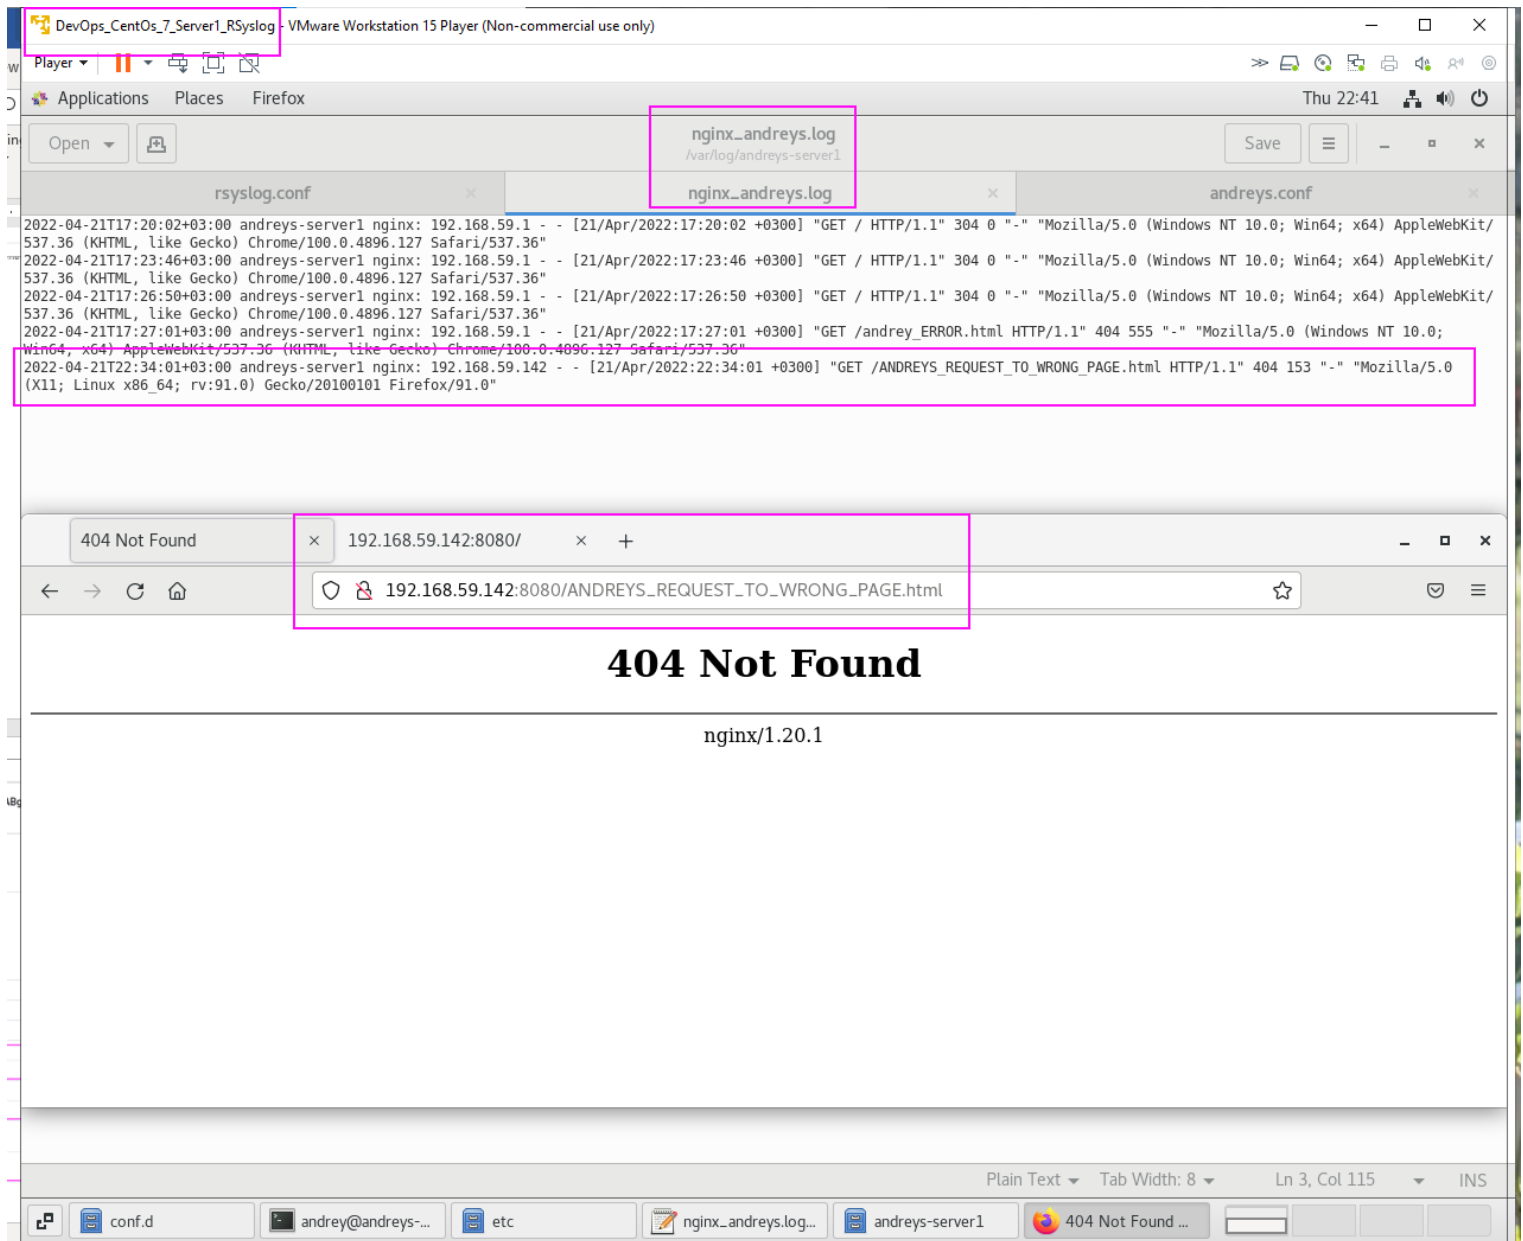 DevOps_CentOs_7_Server1_RSyslog - VMware Workstation 15 Player (Non-commercial use only)
Player
Applications Places Firefox Thu 22:41
Open nginx_andreys.log Save
/var/log/andreys-server1
rsyslog.conf nginx_andreys.log andreys.conf
2022-04-21T17:20:02+03:00 andreys-server1 nginx: 192.168.59.1 - - [21/Apr/2022:17:20:02 +0300] "GET / HTTP/1.1" 304 0 "-" "Mozilla/5.0 (Windows NT 10.0; Win64; x64) AppleWebKit/
537.36 (KHTML, like Gecko) Chrome/100.0.4896.127 Safari/537.36"
2022-04-21T17:23:46+03:00 andreys-server1 nginx: 192.168.59.1 - - [21/Apr/2022:17:23:46 +0300] "GET / HTTP/1.1" 304 0 "-" "Mozilla/5.0 (Windows NT 10.0; Win64; x64) AppleWebKit/
537.36 (KHTML, like Gecko) Chrome/100.0.4896.127 Safari/537.36"
2022-04-21T17:26:50+03:00 andreys-server1 nginx: 192.168.59.1 - - [21/Apr/2022:17:26:50 +0300] "GET / HTTP/1.1" 304 0 "-" "Mozilla/5.0 (Windows NT 10.0; Win64; x64) AppleWebKit/
537.36 (KHTML, like Gecko) Chrome/100.0.4896.127 Safari/537.36"
2022-04-21T17:27:01+03:00 andreys-server1 nginx: 192.168.59.1 - - [21/Apr/2022:17:27:01 +0300] "GET /andrey_ERROR.html HTTP/1.1" 404 555 "-" "Mozilla/5.0 (Windows NT 10.0;
Win64; x64) AppleWebKit/537.36 (KHTML, like Gecko) Chrome/100.0.4896.127 Safari/537.36"
2022-04-21T22:34:01+03:00 andreys-server1 nginx: 192.168.59.142 - - [21/Apr/2022:22:34:01 +0300] "GET /ANDREYS_REQUEST_TO_WRONG_PAGE.html HTTP/1.1" 404 153 "-" "Mozilla/5.0
(X11; Linux x86_64; rv:91.0) Gecko/20100101 Firefox/91.0"
404 Not Found 192.168.59.142:8080/
192.168.59.142:8080/ANDREYS_REQUEST_TO_WRONG_PAGE.html
404 Not Found
nginx/1.20.1
Plain Text Tab Width: 8 Ln 3, Col 115 INS
conf.d andrey@andreys-... etc nginx_andreys.log... andreys-server1 404 Not Found ...